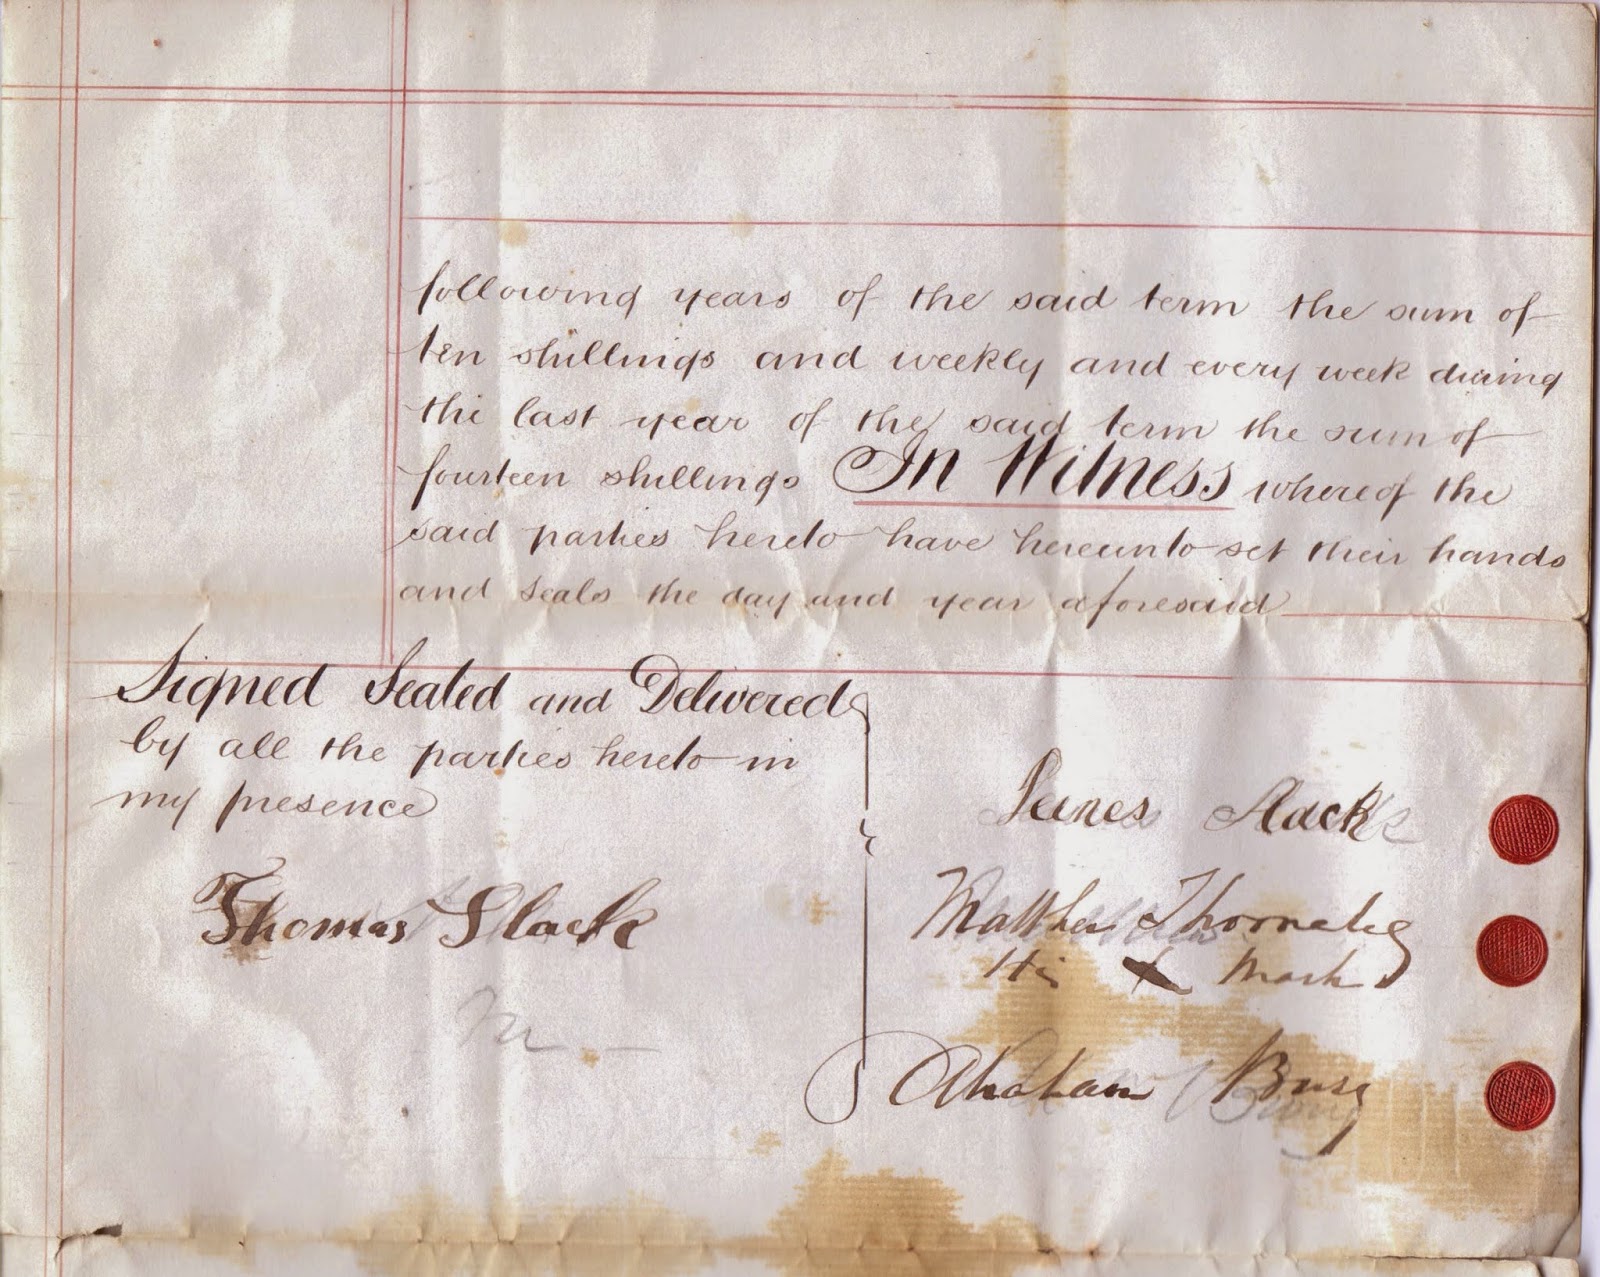 following years of the said term the sum of
ten shillings and weekly and every week during
the last year of the said term the sum of
fourteen shillings In Witness whereof the
said parties hereto have hereunto set their hands
and seals the day and year aforesaid
Signed Sealed and Delivered
by all the parties hereto in
my presence
Slack
Thomas Slack
Matthew
His X Mark
Abraham